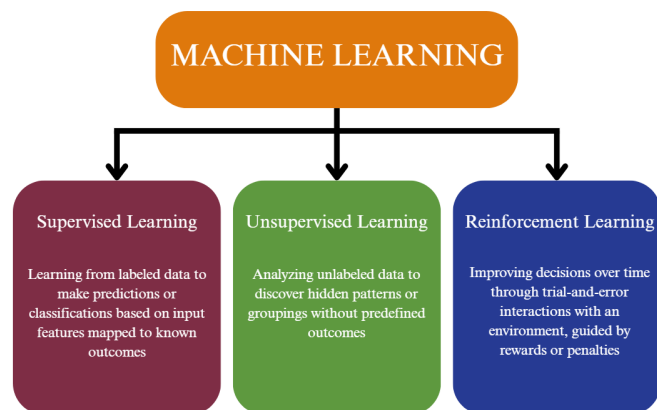 MACHINE LEARNING
Supervised Learning
Learning from labeled data to
make predictions or
classifications based on input
features mapped to known
outcomes
Unsupervised Learning
Analyzing unlabeled data to
discover hidden patterns or
groupings without predefined
outcomes
Reinforcement Learning
Improving decisions over time
through trial-and-error
interactions with an
environment, guided by
rewards or penalties